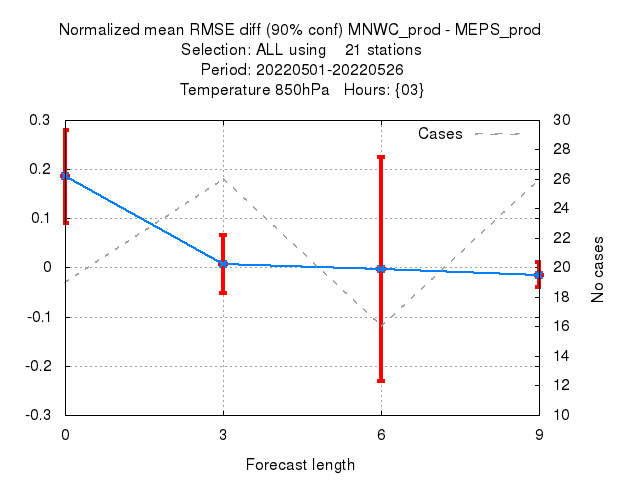 Normalized mean RMSE diff (90% conf) MNWC_prod - MEPS_prod
Selection: ALL using    21 stations
Period: 20220501-20220526
Temperature 850hPa   Hours: {03}
Cases
0.3
0.2
0.1
0
-0.1
-0.2
-0.3
30
28
26
24
22
20
18
16
14
12
10
No cases
0 3 6 9
Forecast length